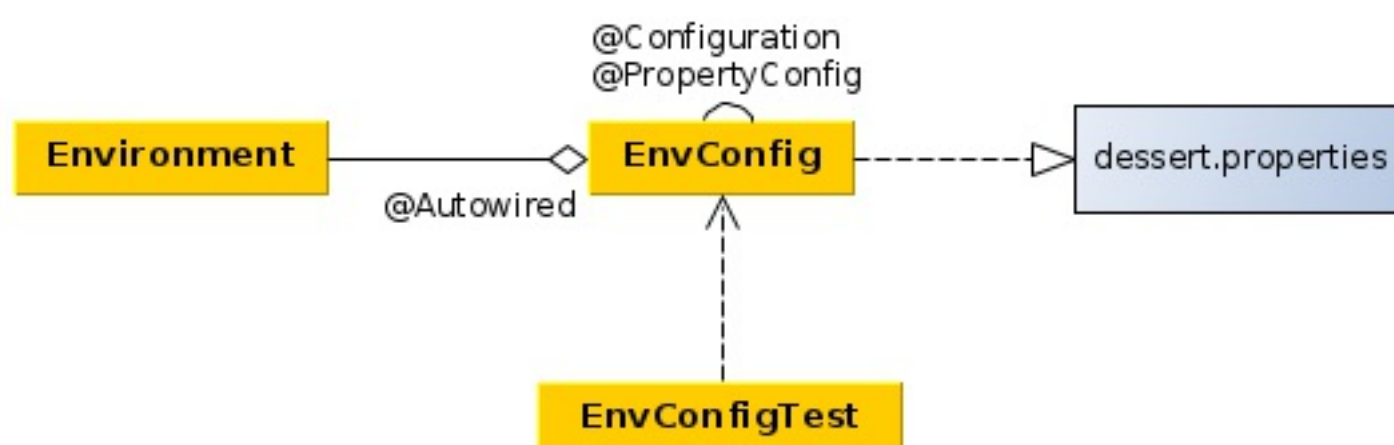 @Configuration
@PropertyConfig
Environment
EnvConfig
dessert.properties
@Autowired
EnvConfigTest